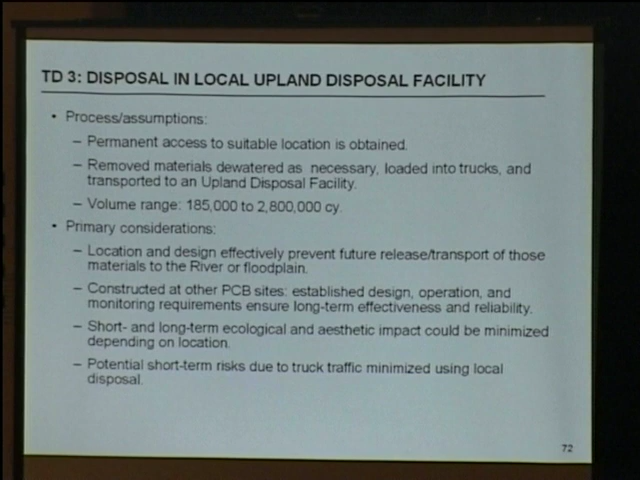 TD 3: DISPOSAL IN LOCAL UPLAND DISPOSAL FACILITY
• Process/assumptions:
– Permanent access to suitable location is obtained.
– Removed materials dewatered as necessary, loaded into trucks, and
transported to an Upland Disposal Facility.
– Volume range: 185,000 to 2,800,000 cy.
• Primary considerations:
– Location and design effectively prevent future release/transport of those
materials to the River or floodplain.
– Constructed at other PCB sites: established design, operation, and
monitoring requirements ensure long-term effectiveness and reliability.
– Short- and long-term ecological and aesthetic impact could be minimized
depending on location.
– Potential short-term risks due to truck traffic minimized using local
disposal.
72